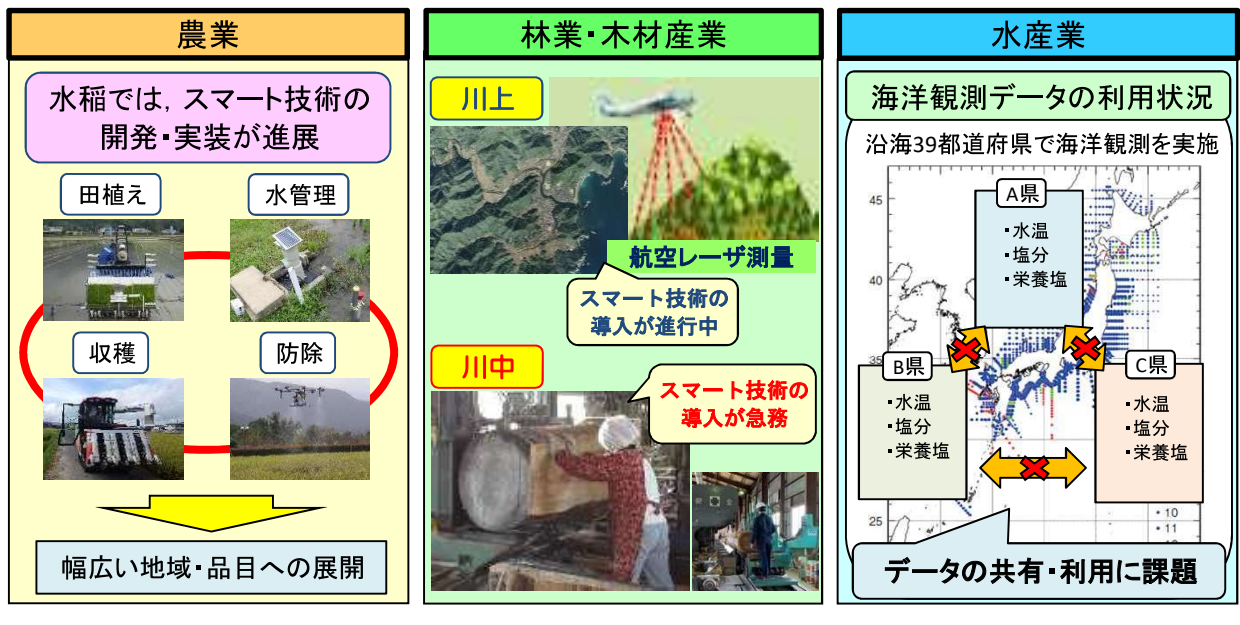 農業
水稲では，スマート技術の
開発・実装が進展
田植え
水管理
収穫
防除
幅広い地域・品目への展開
林業・木材産業
川上
航空レーザ測量
スマート技術の
導入が進行中
川中
スマート技術の
導入が急務
水産業
海洋観測データの利用状況
沿海39都道府県で海洋観測を実施
45
40
35
25
A県
・水温
・塩分
・栄養塩
B県
・水温
・塩分
・栄養塩
C県
・水温
・塩分
・栄養塩
10
11
データの共有・利用に課題